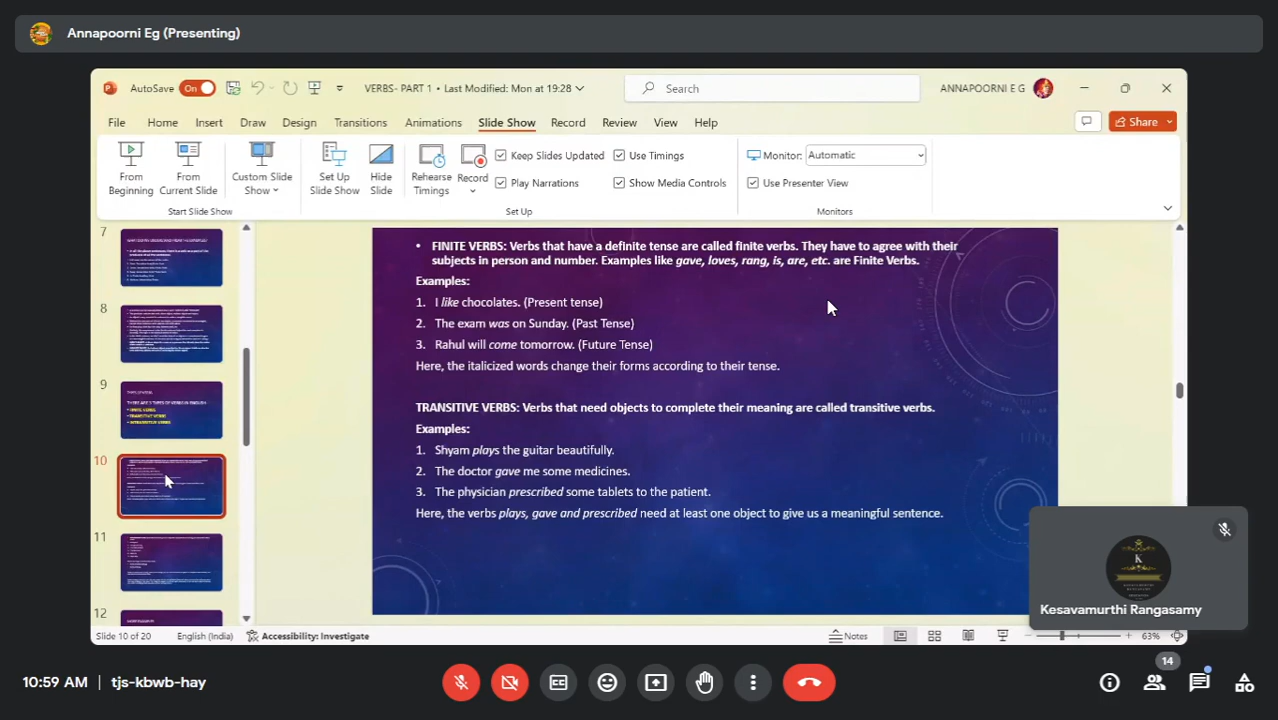 Annapoorni Eg (Presenting)
AutoSave On VERBS- PART 1 • Last Modified: Mon at 19:28 Search ANNAPOORNI E G
File Home Insert Draw Design Transitions Animations Slide Show Record Review View Help Share
From Beginning
From Current Slide
Custom Slide Show
Set Up Slide Show
Hide Slide
Rehearse Timings
Record
Keep Slides Updated
Play Narrations
Use Timings
Show Media Controls
Monitor: Automatic
Use Presenter View
Start Slide Show Set Up Monitors
7
8
9
THERE ARE 3 TYPES OF VERBS IN ENGLISH
10
11
12
• FINITE VERBS: Verbs that have a definite tense are called finite verbs. They have to agree with their
subjects in person and number. Examples like gave, loves, rang, is, are, etc. are Finite Verbs.
Examples:
1. I like chocolates. (Present tense)
2. The exam was on Sunday. (Past Tense)
3. Rahul will come tomorrow. (Future Tense)
Here, the italicized words change their forms according to their tense.
TRANSITIVE VERBS: Verbs that need objects to complete their meaning are called transitive verbs.
Examples:
1. Shyam plays the guitar beautifully.
2. The doctor gave me some medicines.
3. The physician prescribed some tablets to the patient.
Here, the verbs plays, gave and prescribed need at least one object to give us a meaningful sentence.
K
Kesavamurthi Rangasamy
Slide 10 of 20 English (India) Accessibility: Investigate Notes 63%
10:59 AM | tjs-kbwb-hay
14